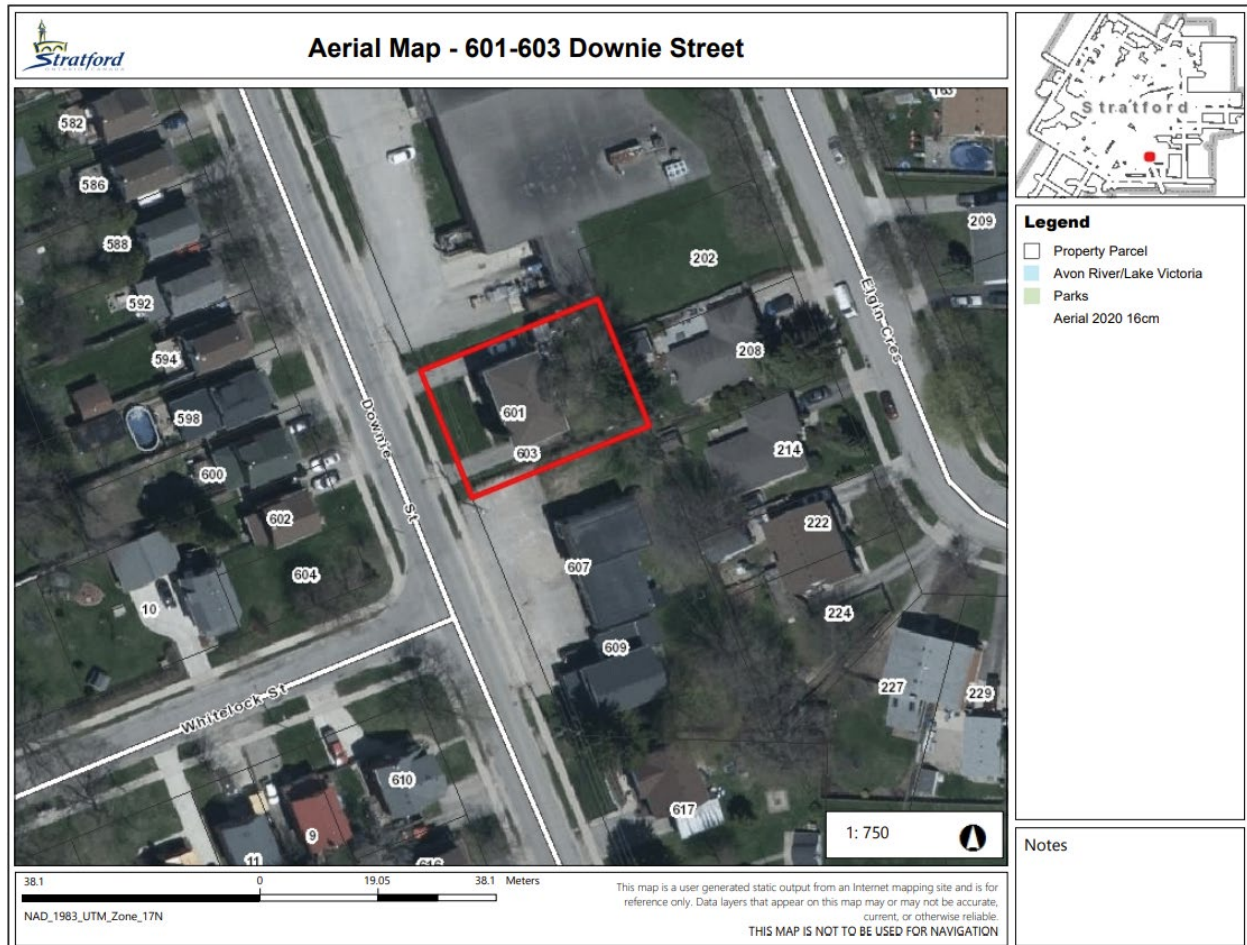 Stratford
ONTARIO CANADA
Aerial Map - 601-603 Downie Street
Stratford
Legend
Property Parcel
Avon River/Lake Victoria
Parks
Aerial 2020 16cm
Notes
582
586
588
592
594
598
600
602
604
10
Downie St
Whitelock St
Elgin Cres
163
209
202
208
601
603
214
222
224
607
609
227
229
610
617
9
11
616
1: 750
38.1 0 19.05 38.1 Meters
NAD_1983_UTM_Zone_17N
This map is a user generated static output from an Internet mapping site and is for
reference only. Data layers that appear on this map may or may not be accurate,
current, or otherwise reliable.
THIS MAP IS NOT TO BE USED FOR NAVIGATION